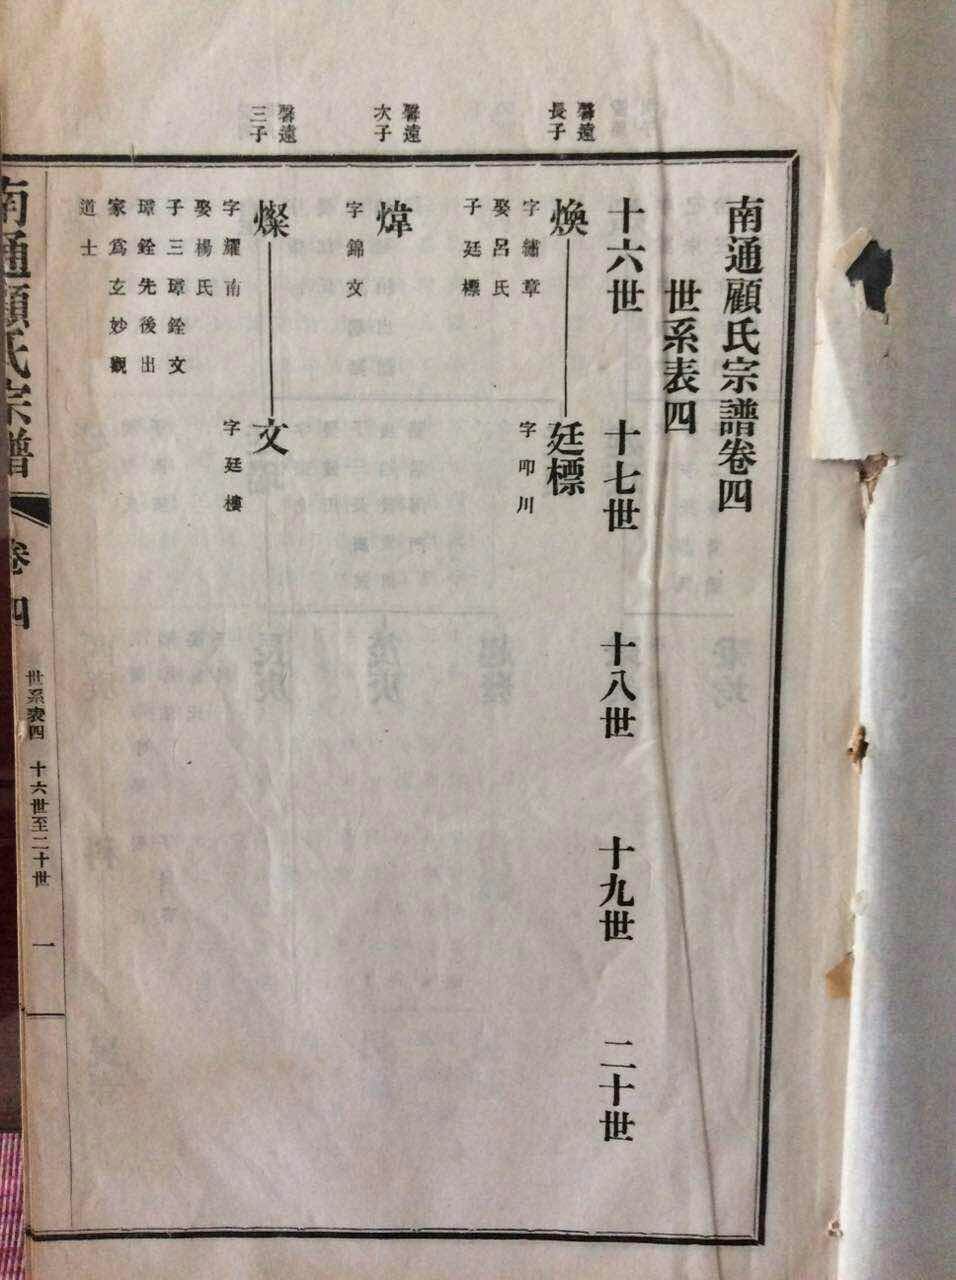 南通顧氏宗譜卷四
世系表四
十六世
十七世
十八世
十九世
二十世
馨遠
長子
煥
廷標
字繡章
娶呂氏
子廷標
字叩川
馨遠
次子
煒
字錦文
馨遠
三子
燦
文
字耀南
娶楊氏
子三璋銓文
璋銓先後出
家為玄妙觀
道士
字廷樓
南通顧氏宗譜
卷四
世系表四 十六世至二十世
一